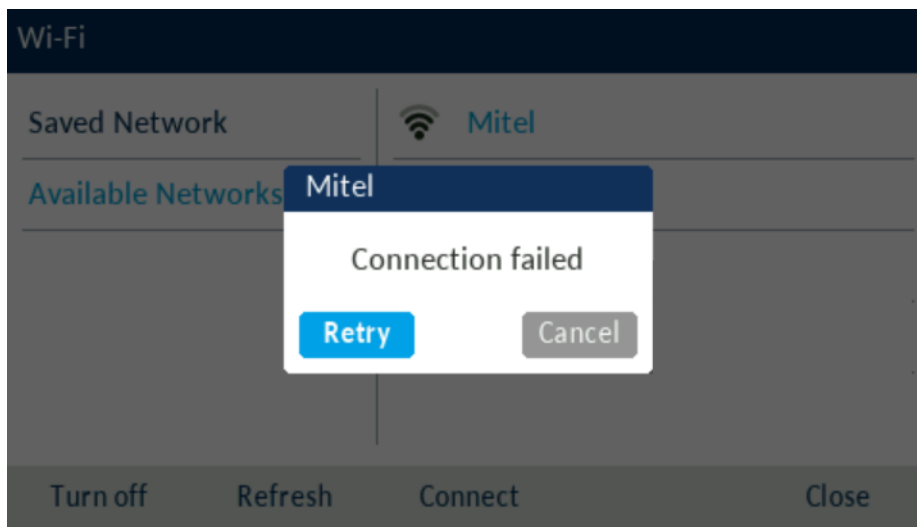 Wi-Fi
Saved Network
Mitel
Available Networks
Mitel
Connection failed
Retry
Cancel
Turn off
Refresh
Connect
Close